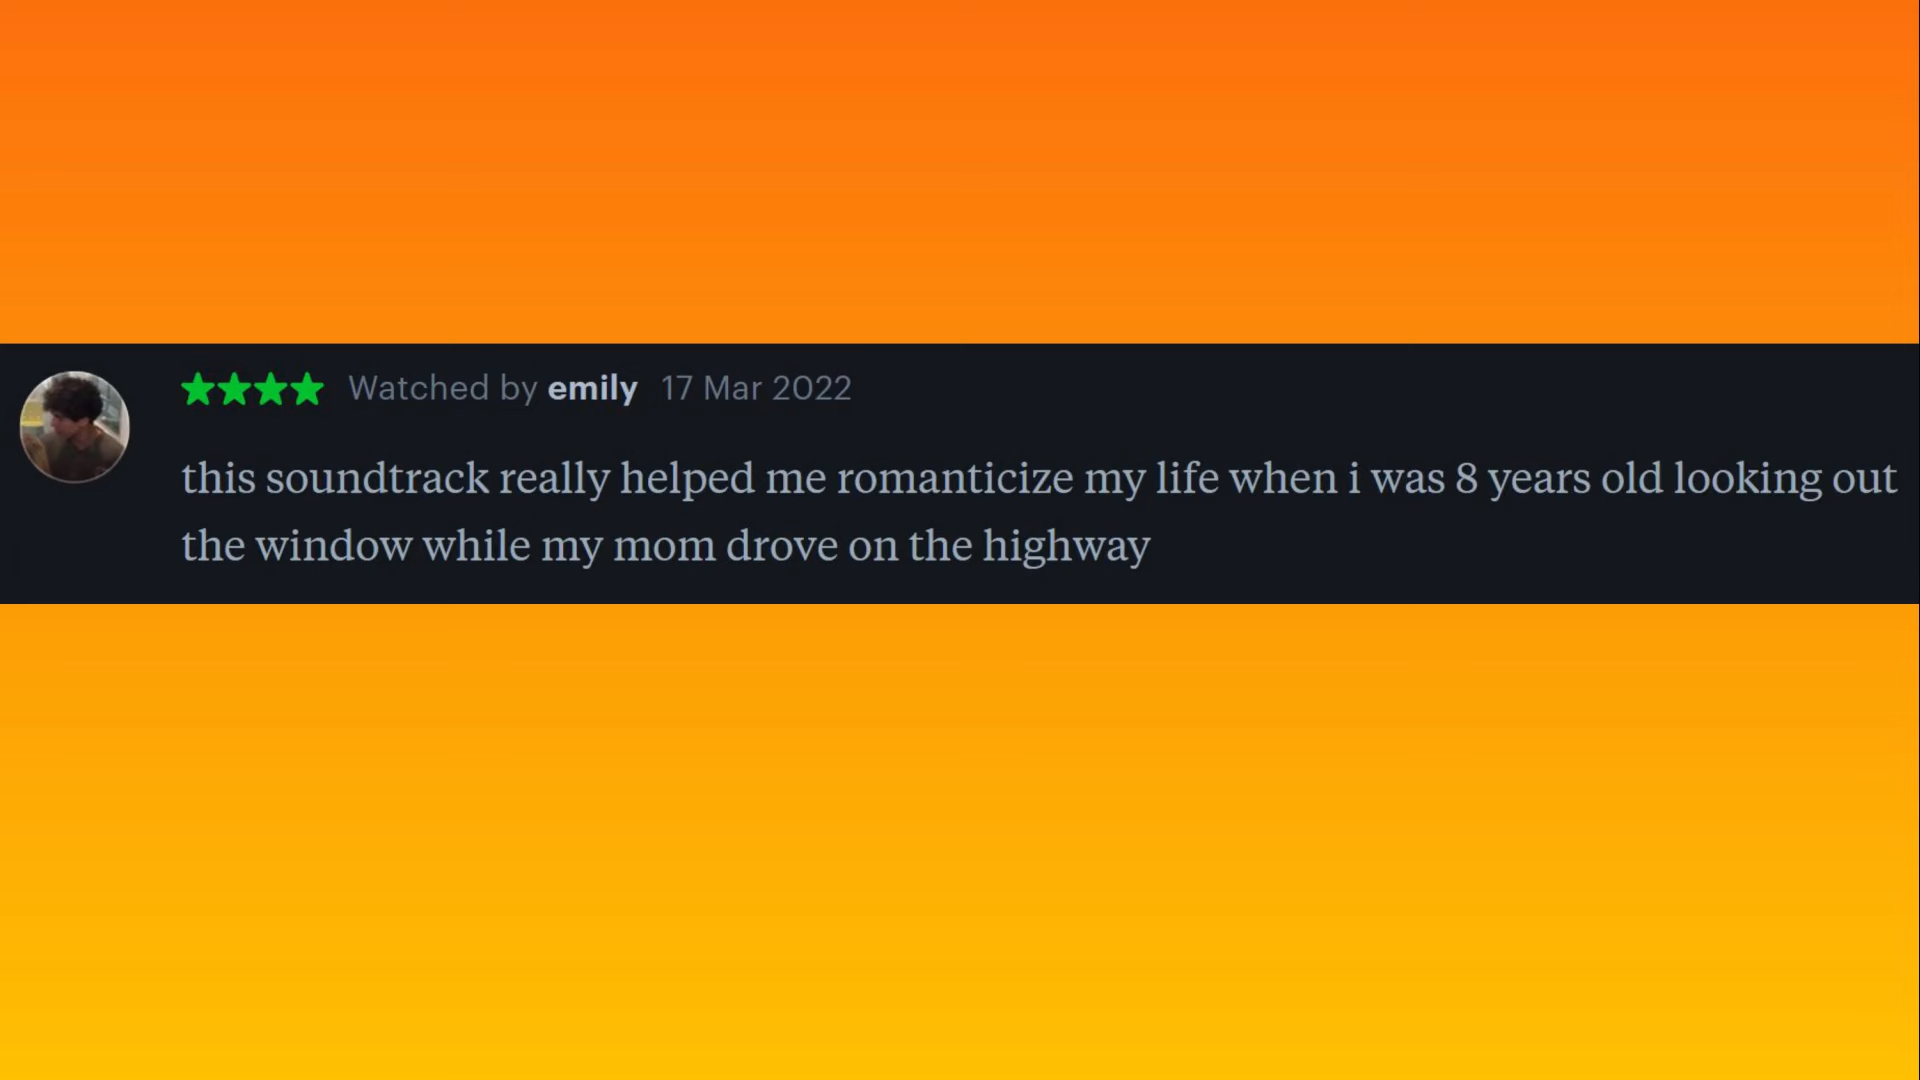 ★★★★ Watched by emily 17 Mar 2022
this soundtrack really helped me romanticize my life when i was 8 years old looking out
the window while my mom drove on the highway